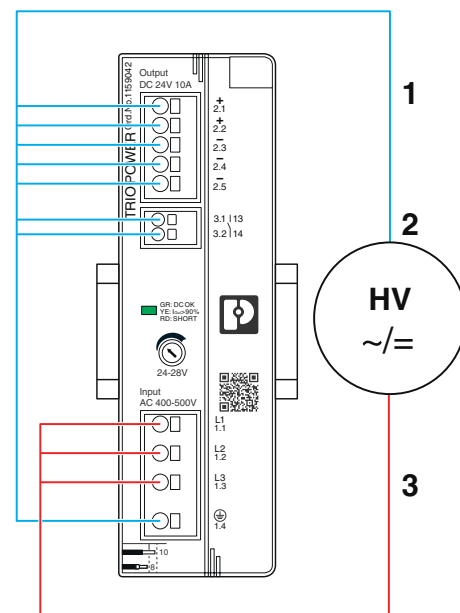 Output
DC 24V 10A
Ord.No.1159042
TRIO POWER
+
2.1
+
2.2
–
2.3
–
2.4
–
2.5
3.1 13
3.2 14
GR: DC OK
YE: IOut>90%
RD: SHORT
24-28V
Input
AC 400-500V
L1
1.1
L2
1.2
L3
1.3
1.4
10
8
1
2
HV
~/=
3